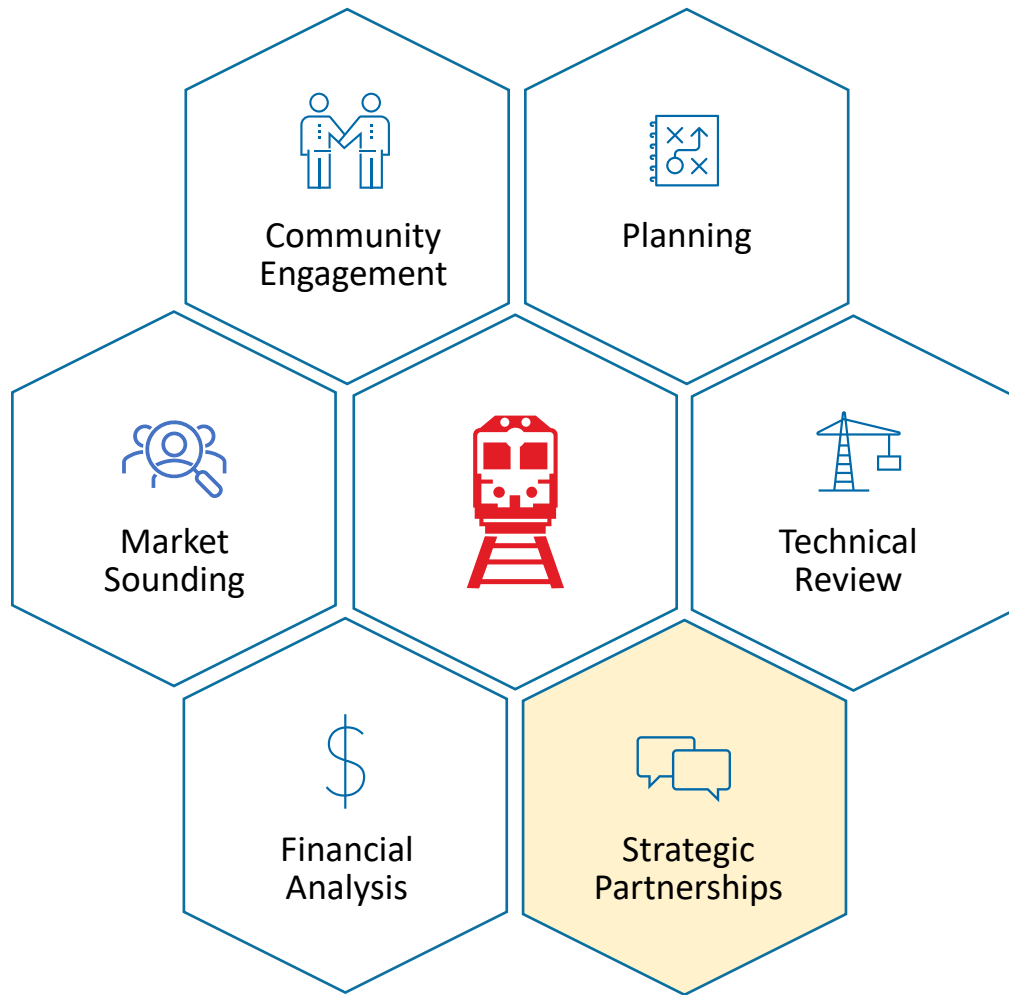 Community
Engagement
Planning
Market
Sounding
Technical
Review
Financial
Analysis
Strategic
Partnerships